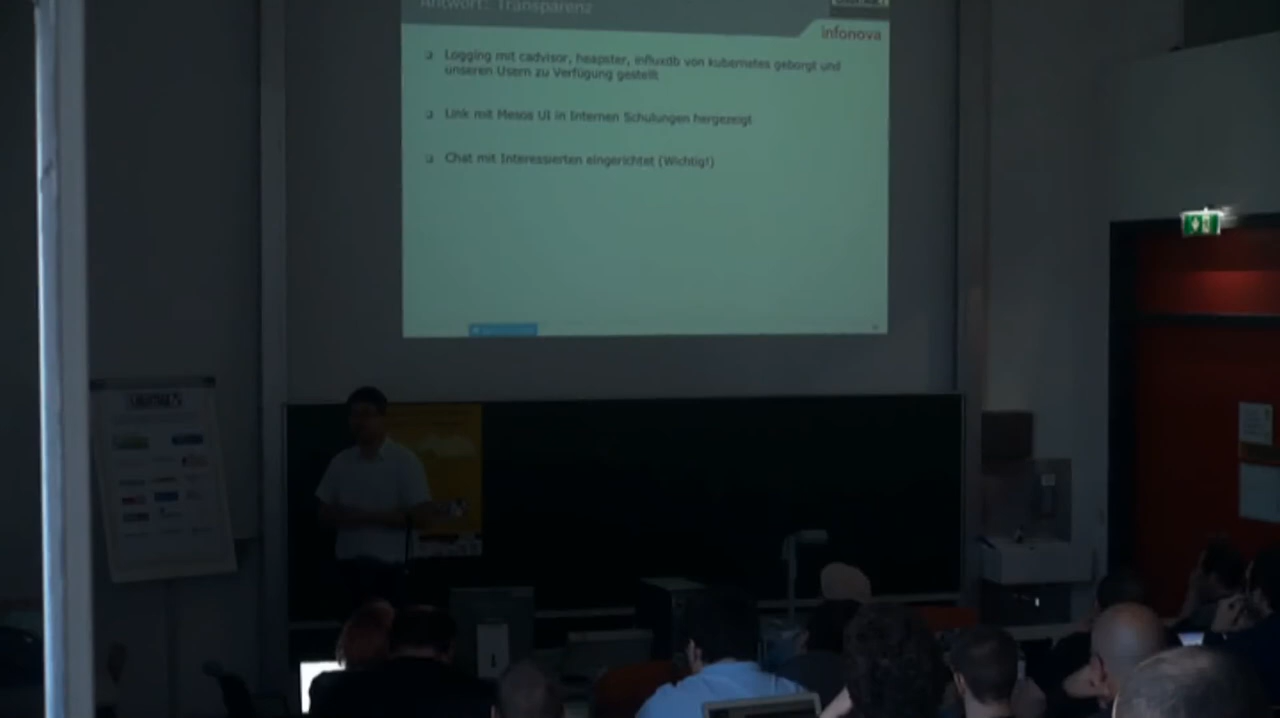 Antwort: Transparenz
infonova
Logging mit cadvisor, heapster, influxdb von kubernetes geborgt und
unseren Usern zu Verfügung gestellt
Link mit Mesos UI in Internen Schulungen hergezeigt
Chat mit Interessierten eingerichtet (Wichtig!)